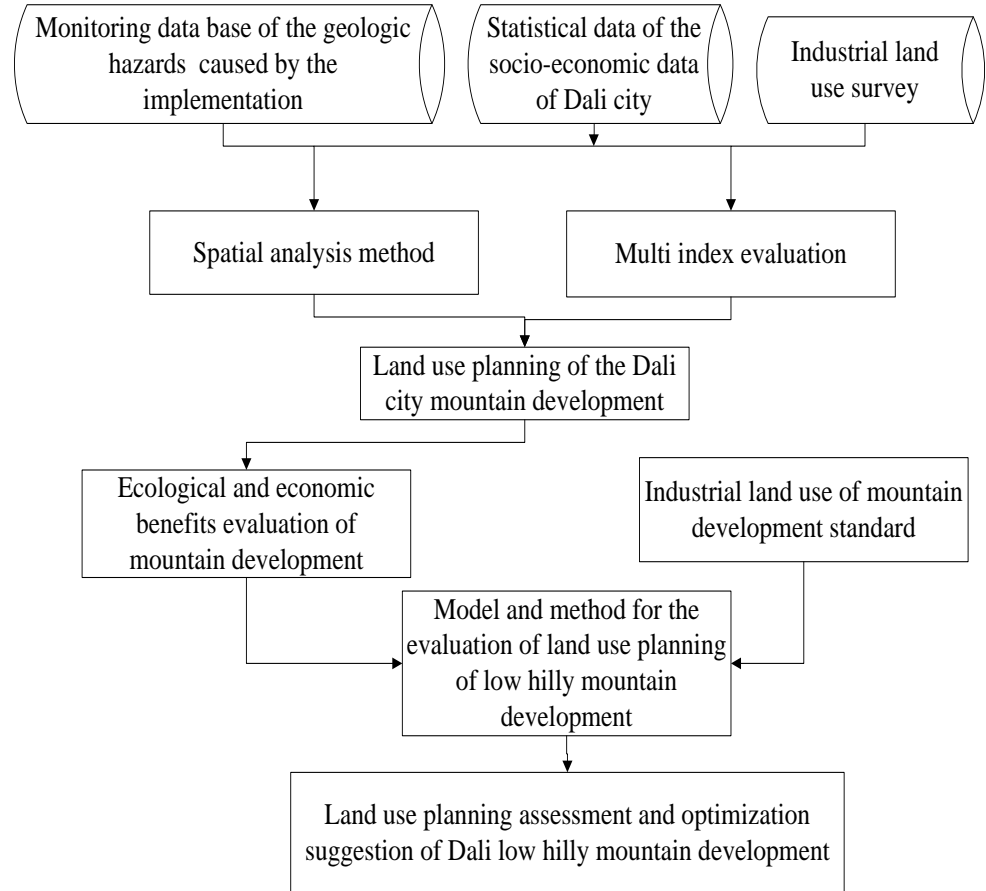 Monitoring data base of the geologic
hazards caused by the
implementation
Statistical data of the
socio-economic data
of Dali city
Industrial land
use survey
Spatial analysis method
Multi index evaluation
Land use planning of the Dali
city mountain development
Ecological and economic
benefits evaluation of
mountain development
Industrial land use of mountain
development standard
Model and method for the
evaluation of land use planning
of low hilly mountain
development
Land use planning assessment and optimization
suggestion of Dali low hilly mountain development